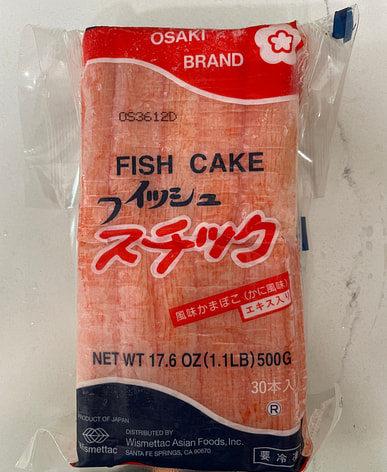 OSAKI
BRAND
OS3612D
FISH CAKE
フィッシュ
スチック
風味かまぼこ(かに風味)
エキス入り
NET WT 17.6 OZ(1.1LB)500G
30本入
®
PRODUCT OF JAPAN
Wismettac
DISTRIBUTED BY
Wismettac Asian Foods, Inc.
SANTA FE SPRINGS, CA 90670
要冷